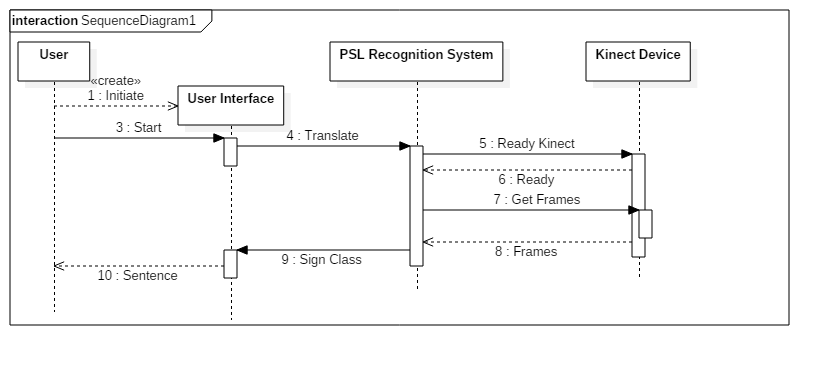 interaction SequenceDiagram1
User
PSL Recognition System
Kinect Device
«create»
1 : Initiate
User Interface
3 : Start
4 : Translate
5 : Ready Kinect
6 : Ready
7 : Get Frames
8 : Frames
9 : Sign Class
10 : Sentence